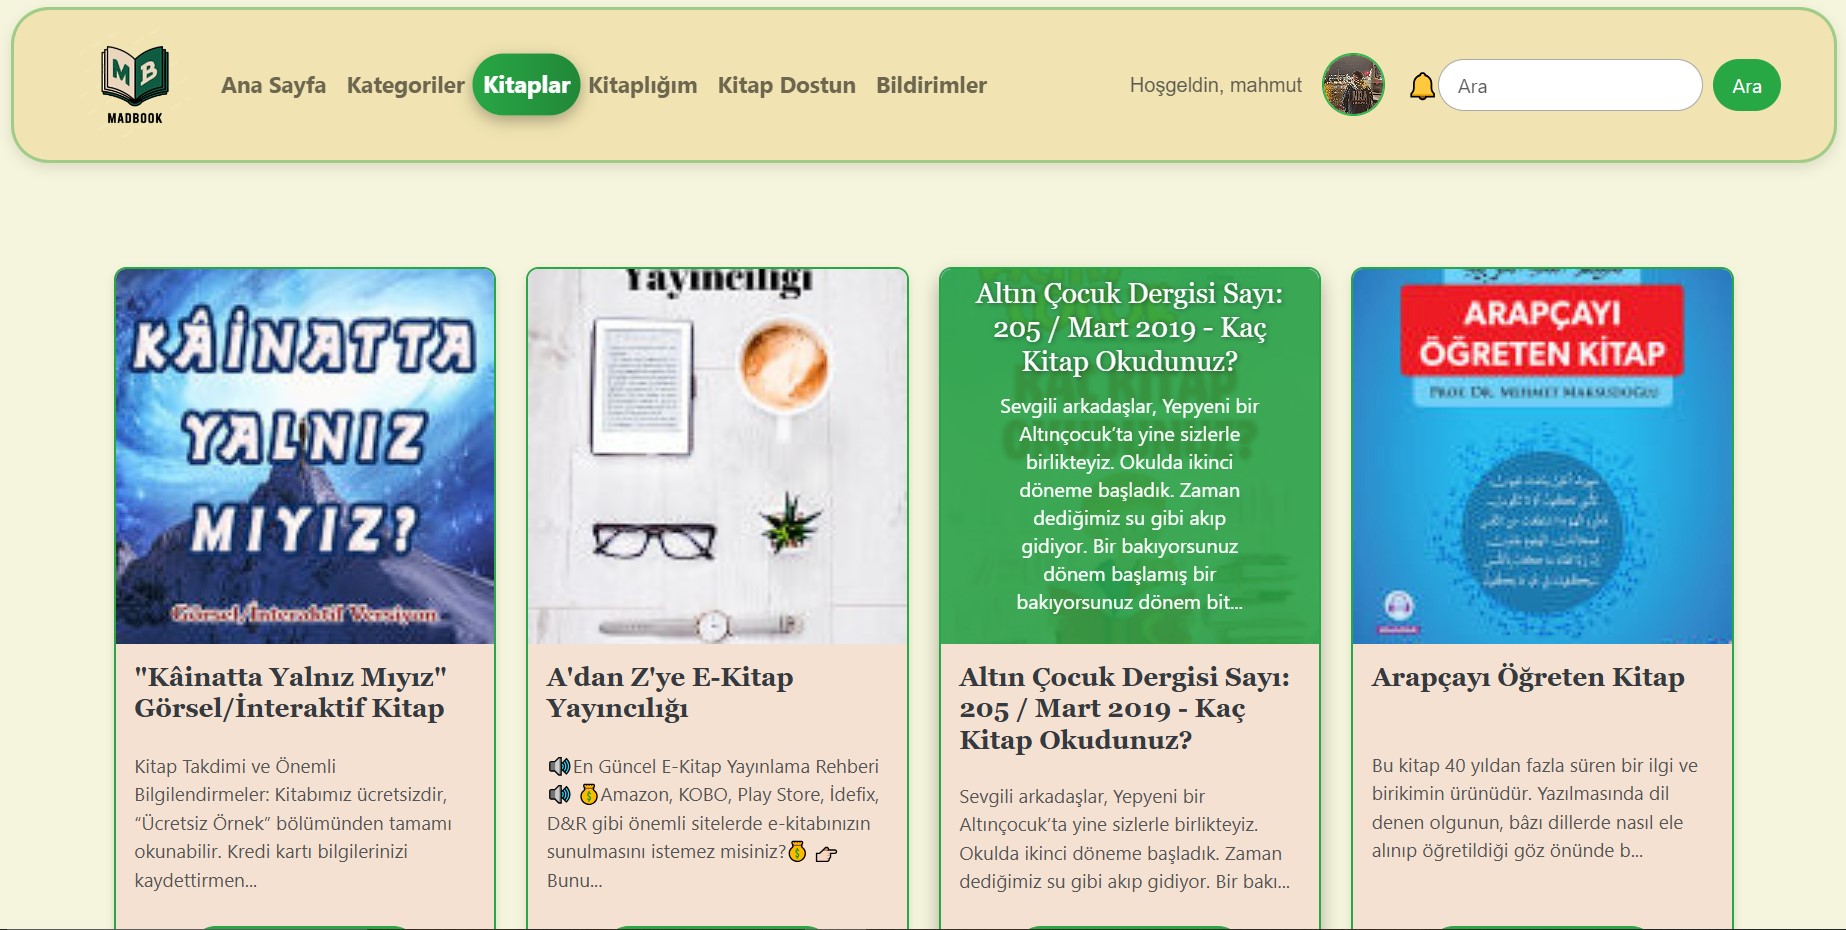 MB
MADBOOK
Ana Sayfa Kategoriler Kitaplar Kitaplığım Kitap Dostun Bildirimler
Hoşgeldin, mahmut
Ara
Ara
KÂİNATTA
YALNIZ
MIYIZ?
Görsel/İnteraktif Versiyon
"Kâinatta Yalnız Mıyız"
Görsel/İnteraktif Kitap
Kitap Takdimi ve Önemli
Bilgilendirmeler: Kitabımız ücretsizdir,
“Ücretsiz Örnek” bölümünden tamamı
okunabilir. Kredi kartı bilgilerinizi
kaydettirmen...
Yayıncılığı
A'dan Z'ye E-Kitap
Yayıncılığı
🔊En Güncel E-Kitap Yayınlama Rehberi
🔊 💰Amazon, KOBO, Play Store, İdefix,
D&R gibi önemli sitelerde e-kitabınızın
sunulmasını istemez misiniz?💰 👉
Bunu...
Altın Çocuk Dergisi Sayı:
205 / Mart 2019 - Kaç
Kitap Okudunuz?
Sevgili arkadaşlar, Yepyeni bir
Altınçocuk’ta yine sizlerle
birlikteyiz. Okulda ikinci
döneme başladık. Zaman
dediğimiz su gibi akıp
gidiyor. Bir bakıyorsunuz
dönem başlamış bir
bakıyorsunuz dönem bit...
Altın Çocuk Dergisi Sayı:
205 / Mart 2019 - Kaç
Kitap Okudunuz?
Sevgili arkadaşlar, Yepyeni bir
Altınçocuk’ta yine sizlerle birlikteyiz.
Okulda ikinci döneme başladık. Zaman
dediğimiz su gibi akıp gidiyor. Bir bakı...
ARAPÇAYI
ÖĞRETEN KİTAP
PROF. DR. MEHMET MAKSUDOĞLU
Arapçayı Öğreten Kitap
Bu kitap 40 yıldan fazla süren bir ilgi ve
birikimin ürünüdür. Yazılmasında dil
denen olgunun, bâzı dillerde nasıl ele
alınıp öğretildiği göz önünde b...